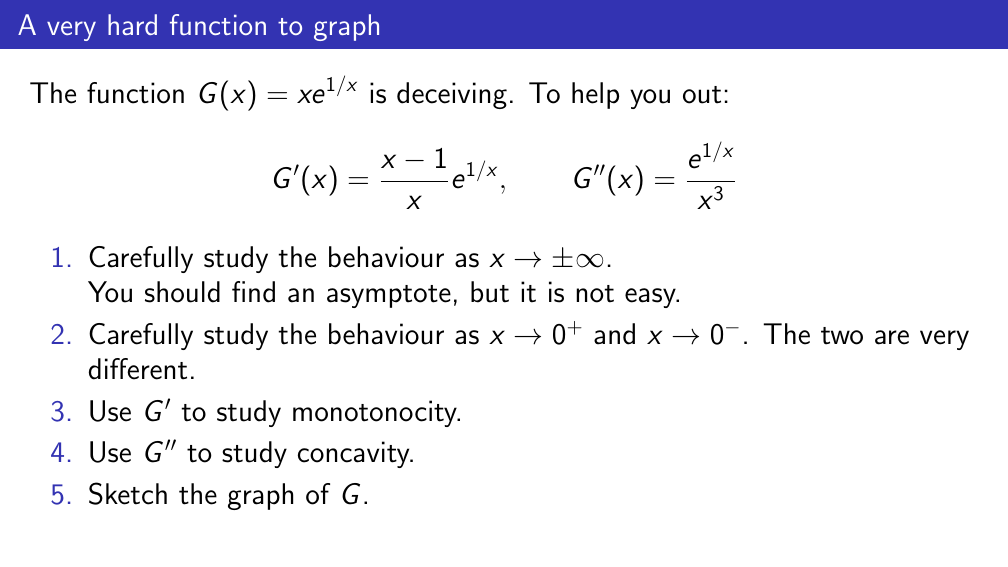 A very hard function to graph
The function G(x) = xe^{1/x} is deceiving. To help you out:
G′(x) = \frac{x − 1}{x} e^{1/x},    G″(x) = \frac{e^{1/x}}{x^3}
1. Carefully study the behaviour as x → ±∞.
You should find an asymptote, but it is not easy.
2. Carefully study the behaviour as x → 0⁺ and x → 0⁻. The two are very
different.
3. Use G′ to study monotonocity.
4. Use G″ to study concavity.
5. Sketch the graph of G.